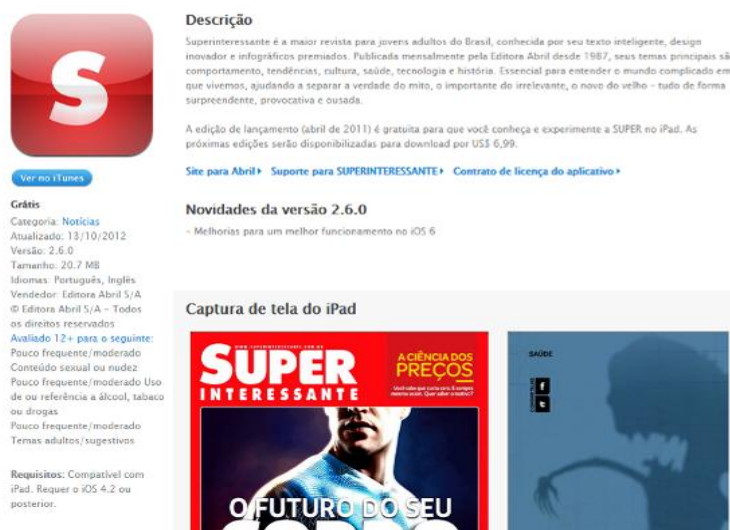 S
Ver no iTunes
Grátis
Categoria: Notícias
Atualizado: 13/10/2012
Versão: 2.6.0
Tamanho: 20.7 MB
Idiomas: Português, Inglês
Vendedor: Editora Abril S/A
© Editora Abril S/A - Todos
os direitos reservados
Avaliado 12+ para o seguinte:
Pouco frequente/moderado
Conteúdo sexual ou nudez
Pouco frequente/moderado Uso
de ou referência a álcool, tabaco
ou drogas
Pouco frequente/moderado
Temas adultos/sugestivos
Requisitos: Compatível com
iPad. Requer o iOS 4.2 ou
posterior.
Descrição
Superinteressante é a maior revista para jovens adultos do Brasil, conhecida por seu texto inteligente, design
inovador e infográficos premiados. Publicada mensalmente pela Editora Abril desde 1987, seus temas principais sã
comportamento, tendências, cultura, saúde, tecnologia e história. Essencial para entender o mundo complicado em
que vivemos, ajudando a separar a verdade do mito, o importante do irrelevante, o novo do velho - tudo de forma
surpreendente, provocativa e ousada.
A edição de lançamento (abril de 2011) é gratuita para que você conheça e experimente a SUPER no iPad. As
próximas edições serão disponibilizadas para download por US$ 6,99.
Site para Abril Suporte para SUPERINTERESSANTE Contrato de licença do aplicativo
Novidades da versão 2.6.0
- Melhorias para um melhor funcionamento no iOS 6
Captura de tela do iPad
www.superinteressante.com.br
SUPER
INTERESSANTE
A CIÊNCIA DOS
PREÇOS
O FUTURO DO SEU
SAÚDE